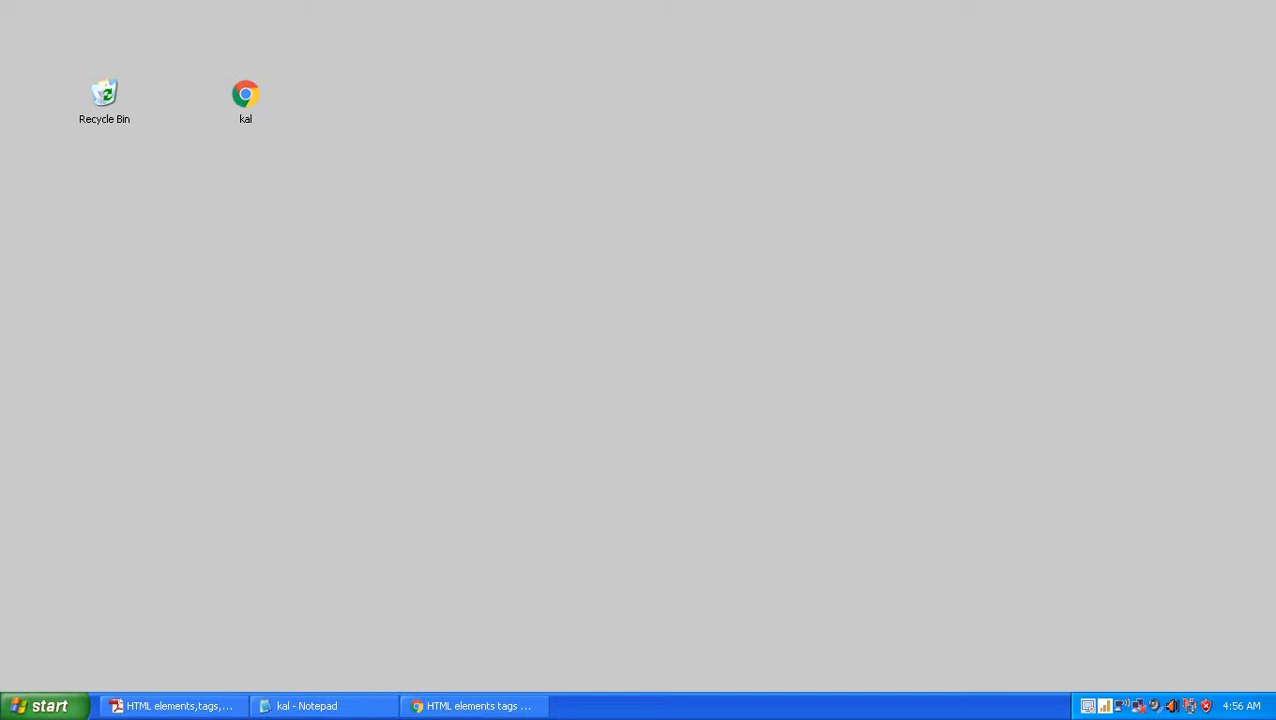 Recycle Bin
kal
start
HTML elements,tags,...
kal - Notepad
HTML elements tags ...
4:56 AM